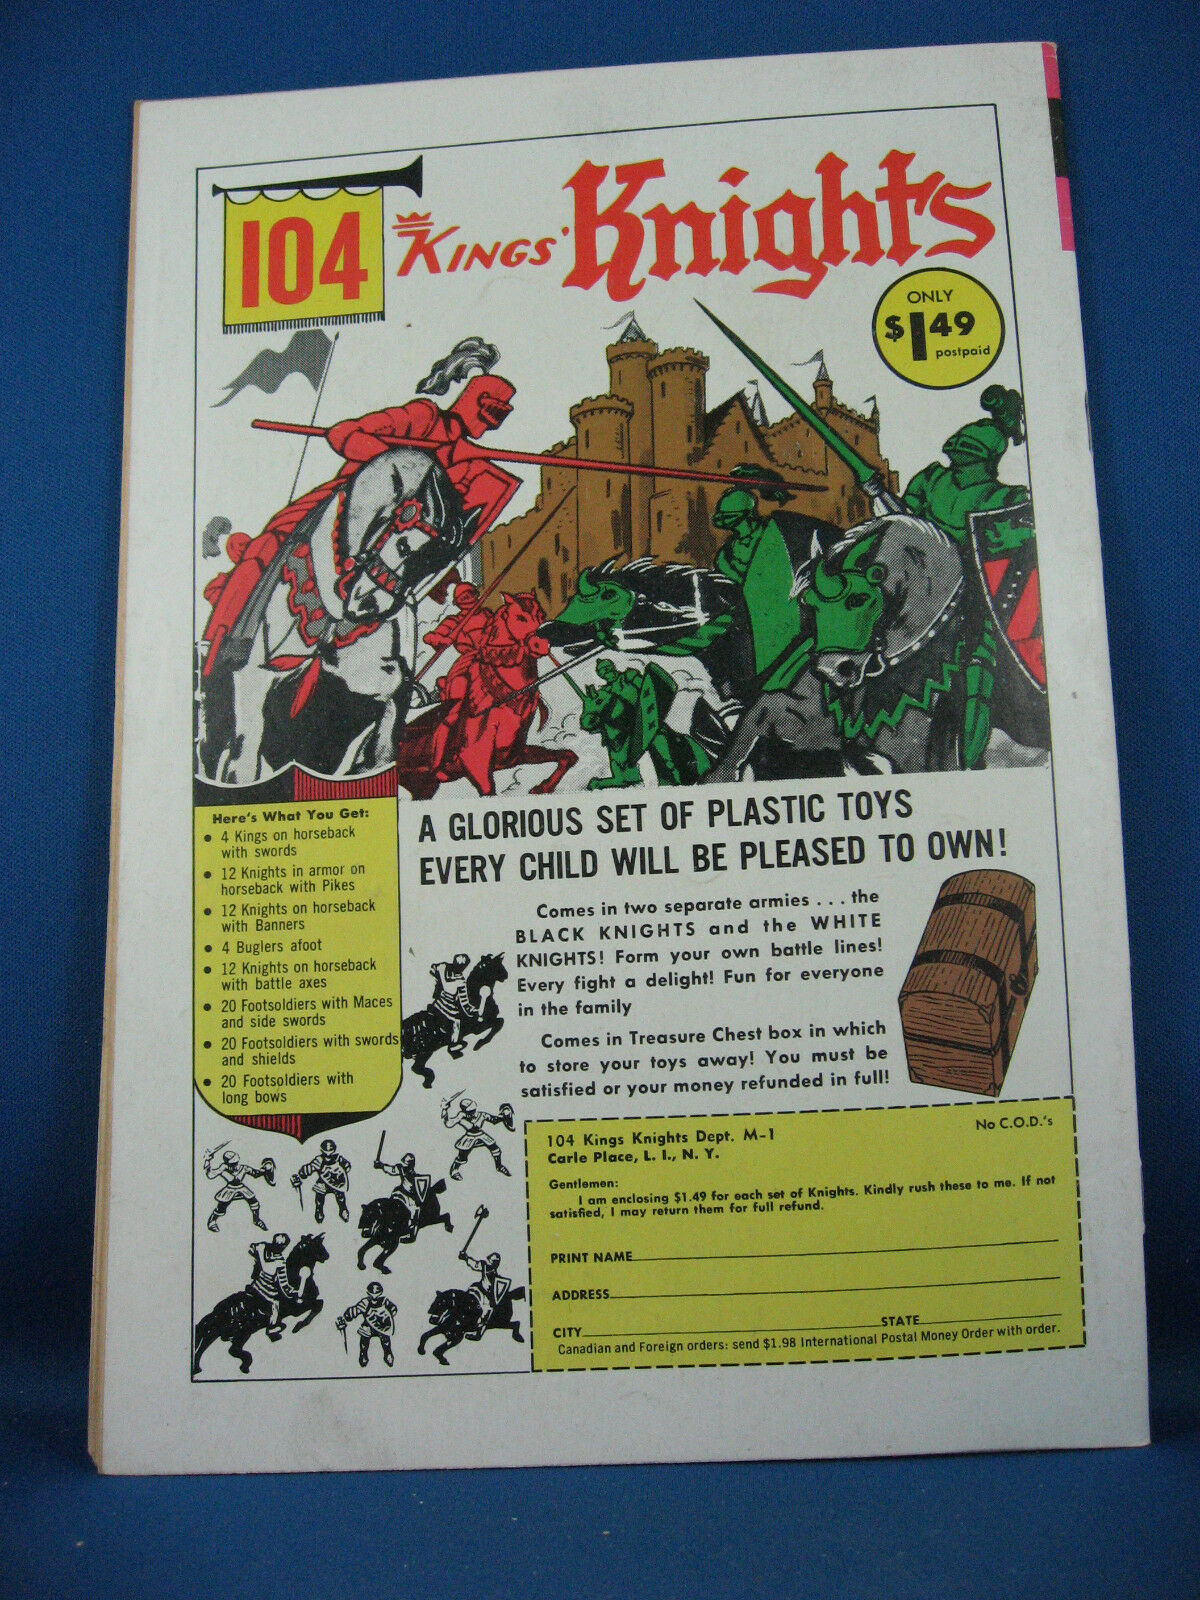 104
KINGS' Knights
ONLY
$1 49
postpaid
Here's What You Get:
• 4 Kings on horseback
with swords
• 12 Knights in armor on
horseback with Pikes
• 12 Knights on horseback
with Banners
• 4 Buglers afoot
• 12 Knights on horseback
with battle axes
• 20 Footsoldiers with Maces
and side swords
• 20 Footsoldiers with swords
and shields
• 20 Footsoldiers with
long bows
A GLORIOUS SET OF PLASTIC TOYS
EVERY CHILD WILL BE PLEASED TO OWN!
Comes in two separate armies . . . the
BLACK KNIGHTS and the WHITE
KNIGHTS! Form your own battle lines!
Every fight a delight! Fun for everyone
in the family
Comes in Treasure Chest box in which
to store your toys away! You must be
satisfied or your money refunded in full!
104 Kings Knights Dept. M-1
No C.O.D.'s
Carle Place, L. I., N. Y.
Gentlemen:
I am enclosing $1.49 for each set of Knights. Kindly rush these to me. If not
satisfied, I may return them for full refund.
PRINT NAME
ADDRESS
CITY STATE
Canadian and Foreign orders: send $1.98 International Postal Money Order with order.